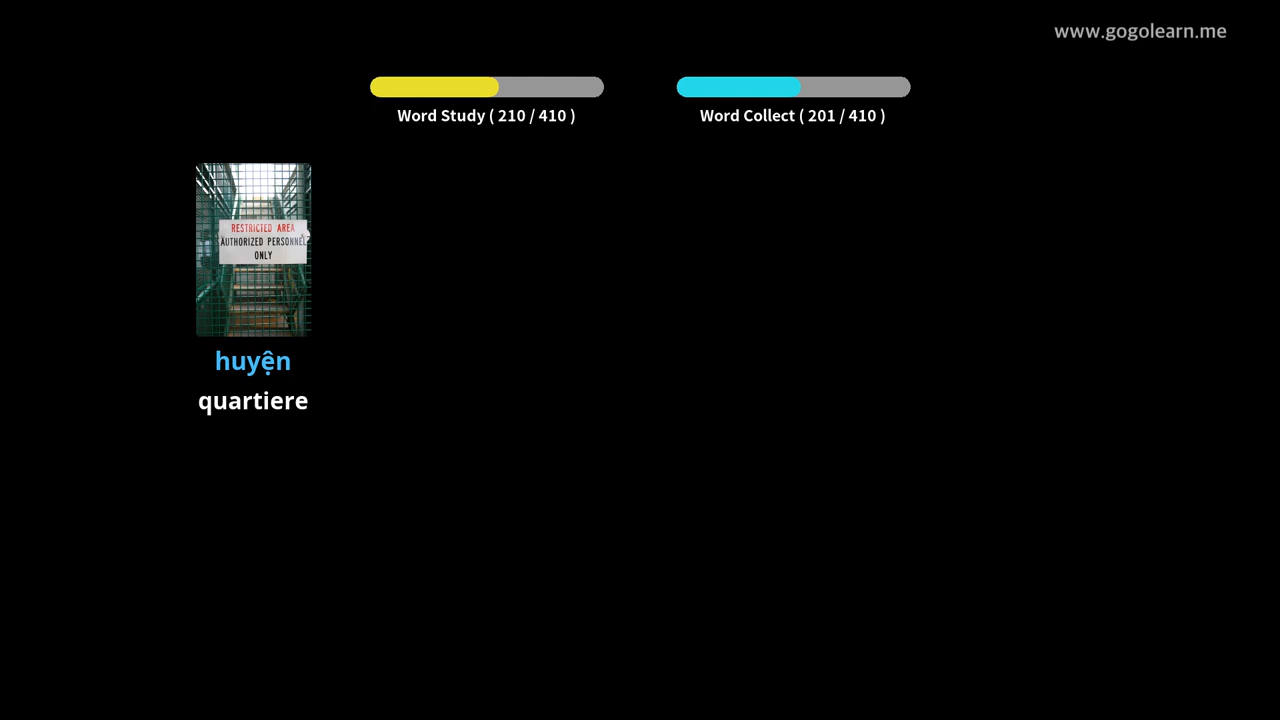 www.gogolearn.me
Word Study ( 210 / 410 )
Word Collect ( 201 / 410 )
RESTRICTED AREA
AUTHORIZED PERSONNEL
ONLY
huyện
quartiere